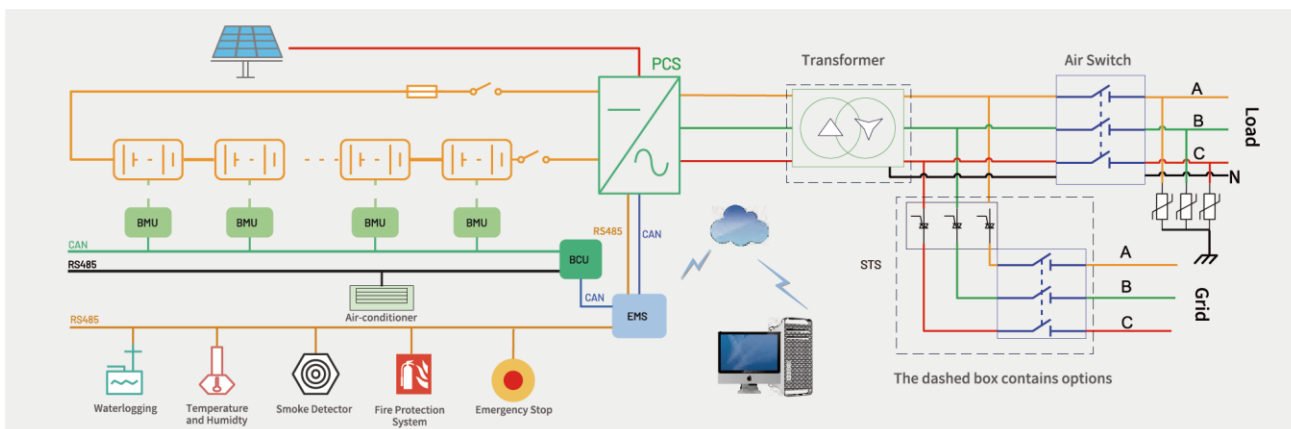 PCS
Transformer
Air Switch
A
B
C
N
Load
BMU
BMU
BMU
BMU
CAN
RS485
BCU
RS485
CAN
CAN
EMS
Air-conditioner
RS485
STS
A
B
C
Grid
The dashed box contains options
Waterlogging
Temperature
and Humidty
Smoke Detector
Fire Protection
System
Emergency Stop